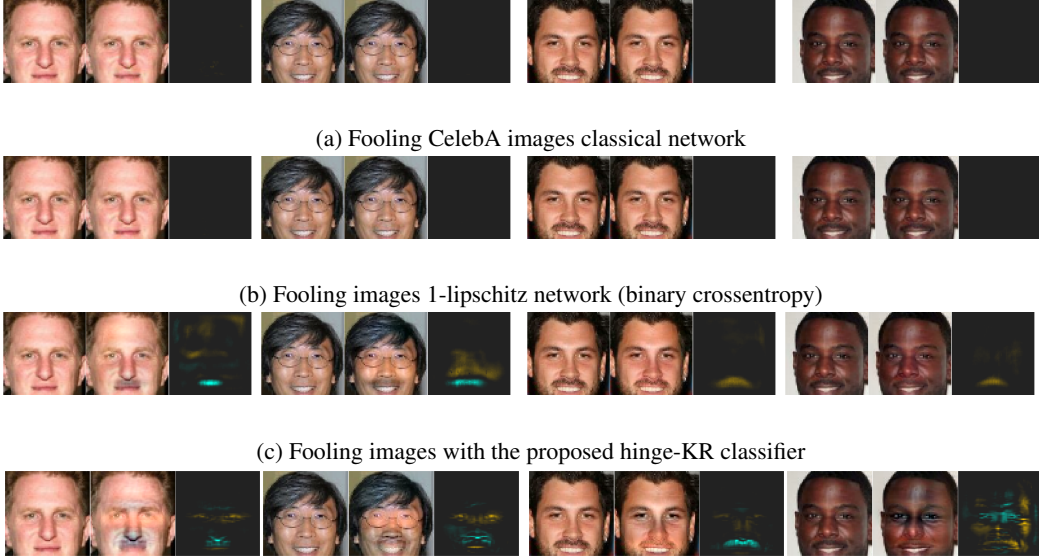 (a) Fooling CelebA images classical network
(b) Fooling images 1-lipschitz network (binary crossentropy)
(c) Fooling images with the proposed hinge-KR classifier